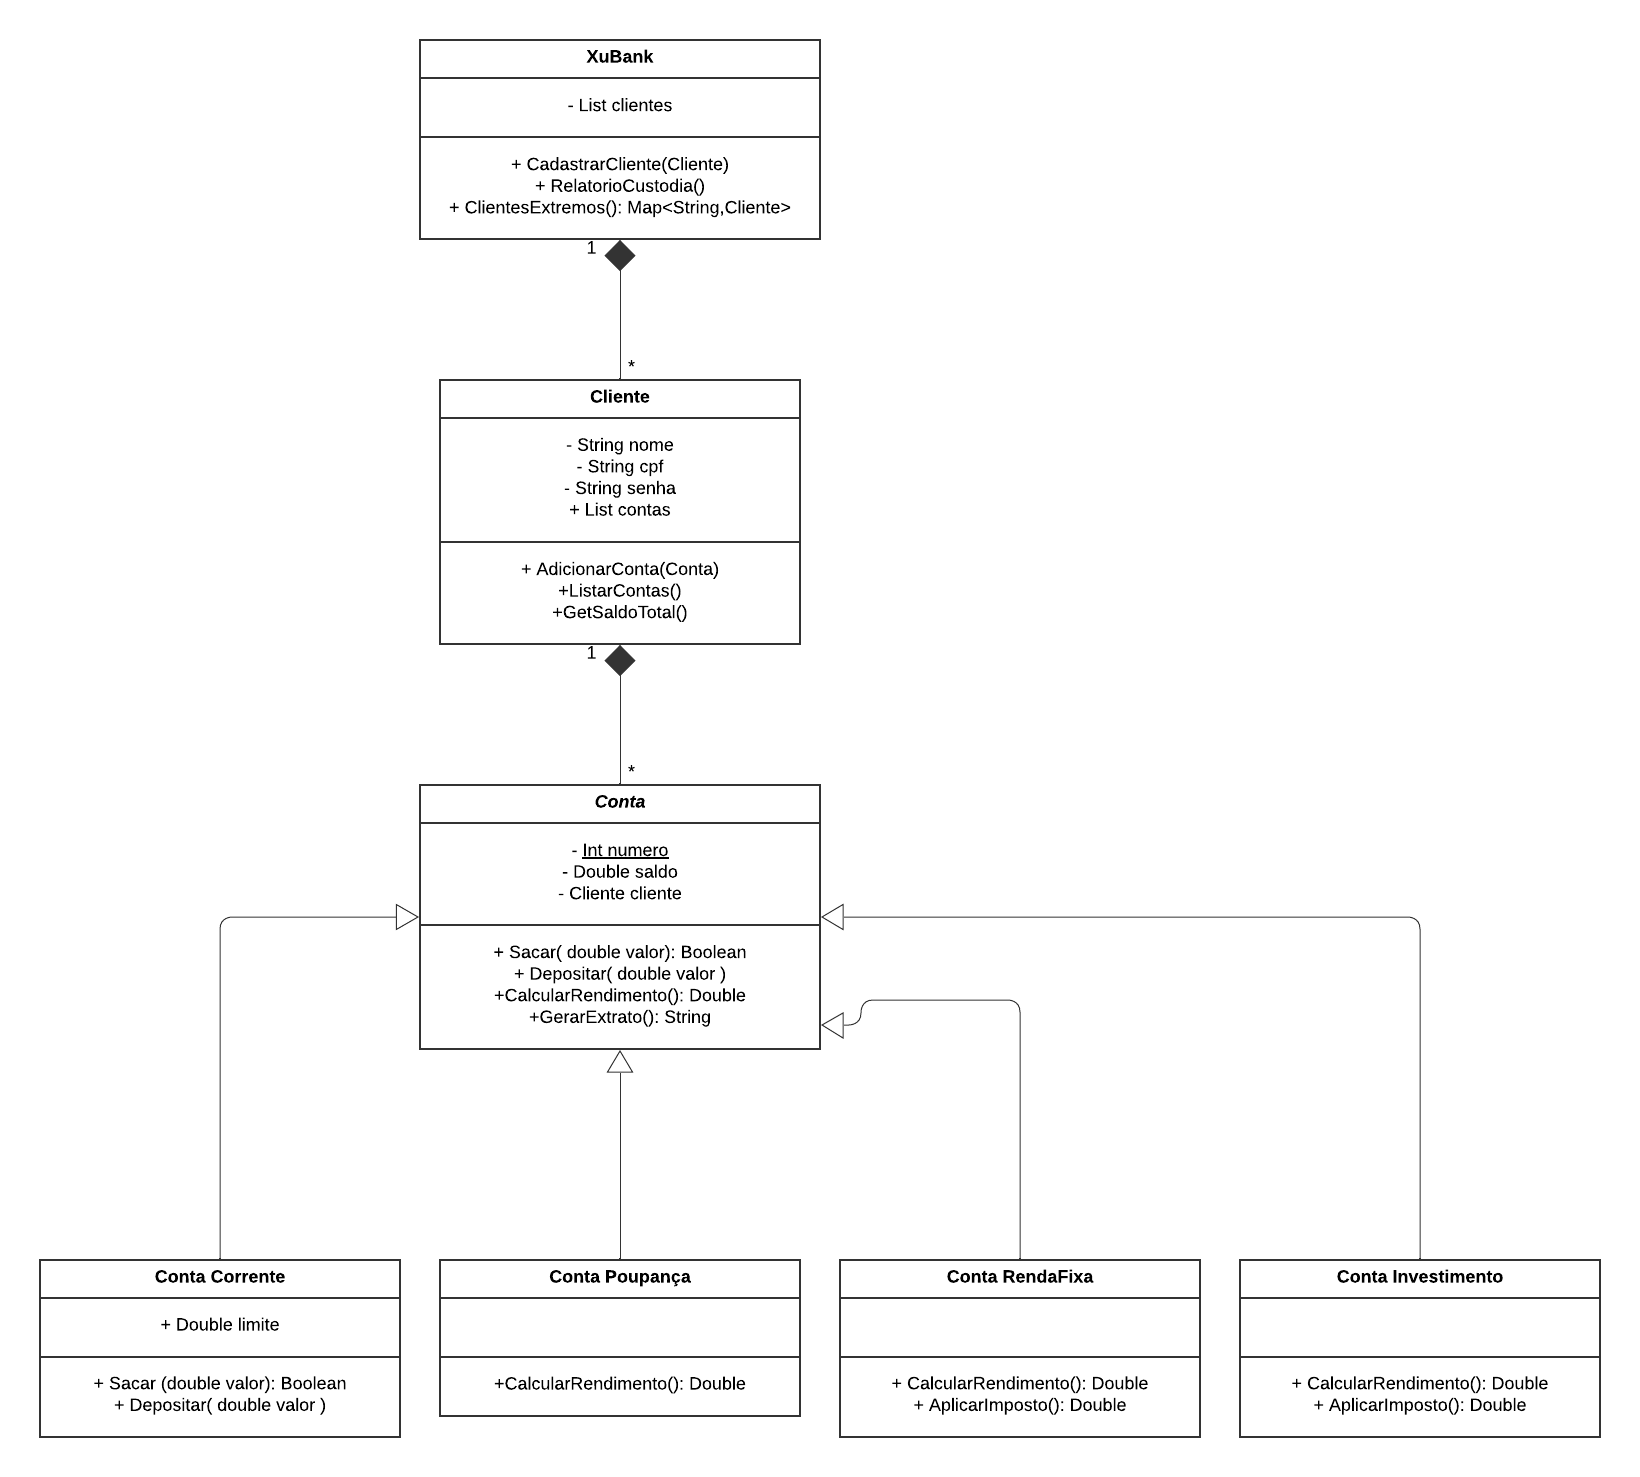 XuBank
- List clientes
+ CadastrarCliente(Cliente)
+ RelatorioCustodia()
+ ClientesExtremos(): Map<String,Cliente>
1
*
Cliente
- String nome
- String cpf
- String senha
+ List contas
+ AdicionarConta(Conta)
+ListarContas()
+GetSaldoTotal()
1
*
Conta
- Int numero
- Double saldo
- Cliente cliente
+ Sacar( double valor): Boolean
+ Depositar( double valor )
+CalcularRendimento(): Double
+GerarExtrato(): String
Conta Corrente
+ Double limite
+ Sacar (double valor): Boolean
+ Depositar( double valor )
Conta Poupança
+CalcularRendimento(): Double
Conta RendaFixa
+ CalcularRendimento(): Double
+ AplicarImposto(): Double
Conta Investimento
+ CalcularRendimento(): Double
+ AplicarImposto(): Double